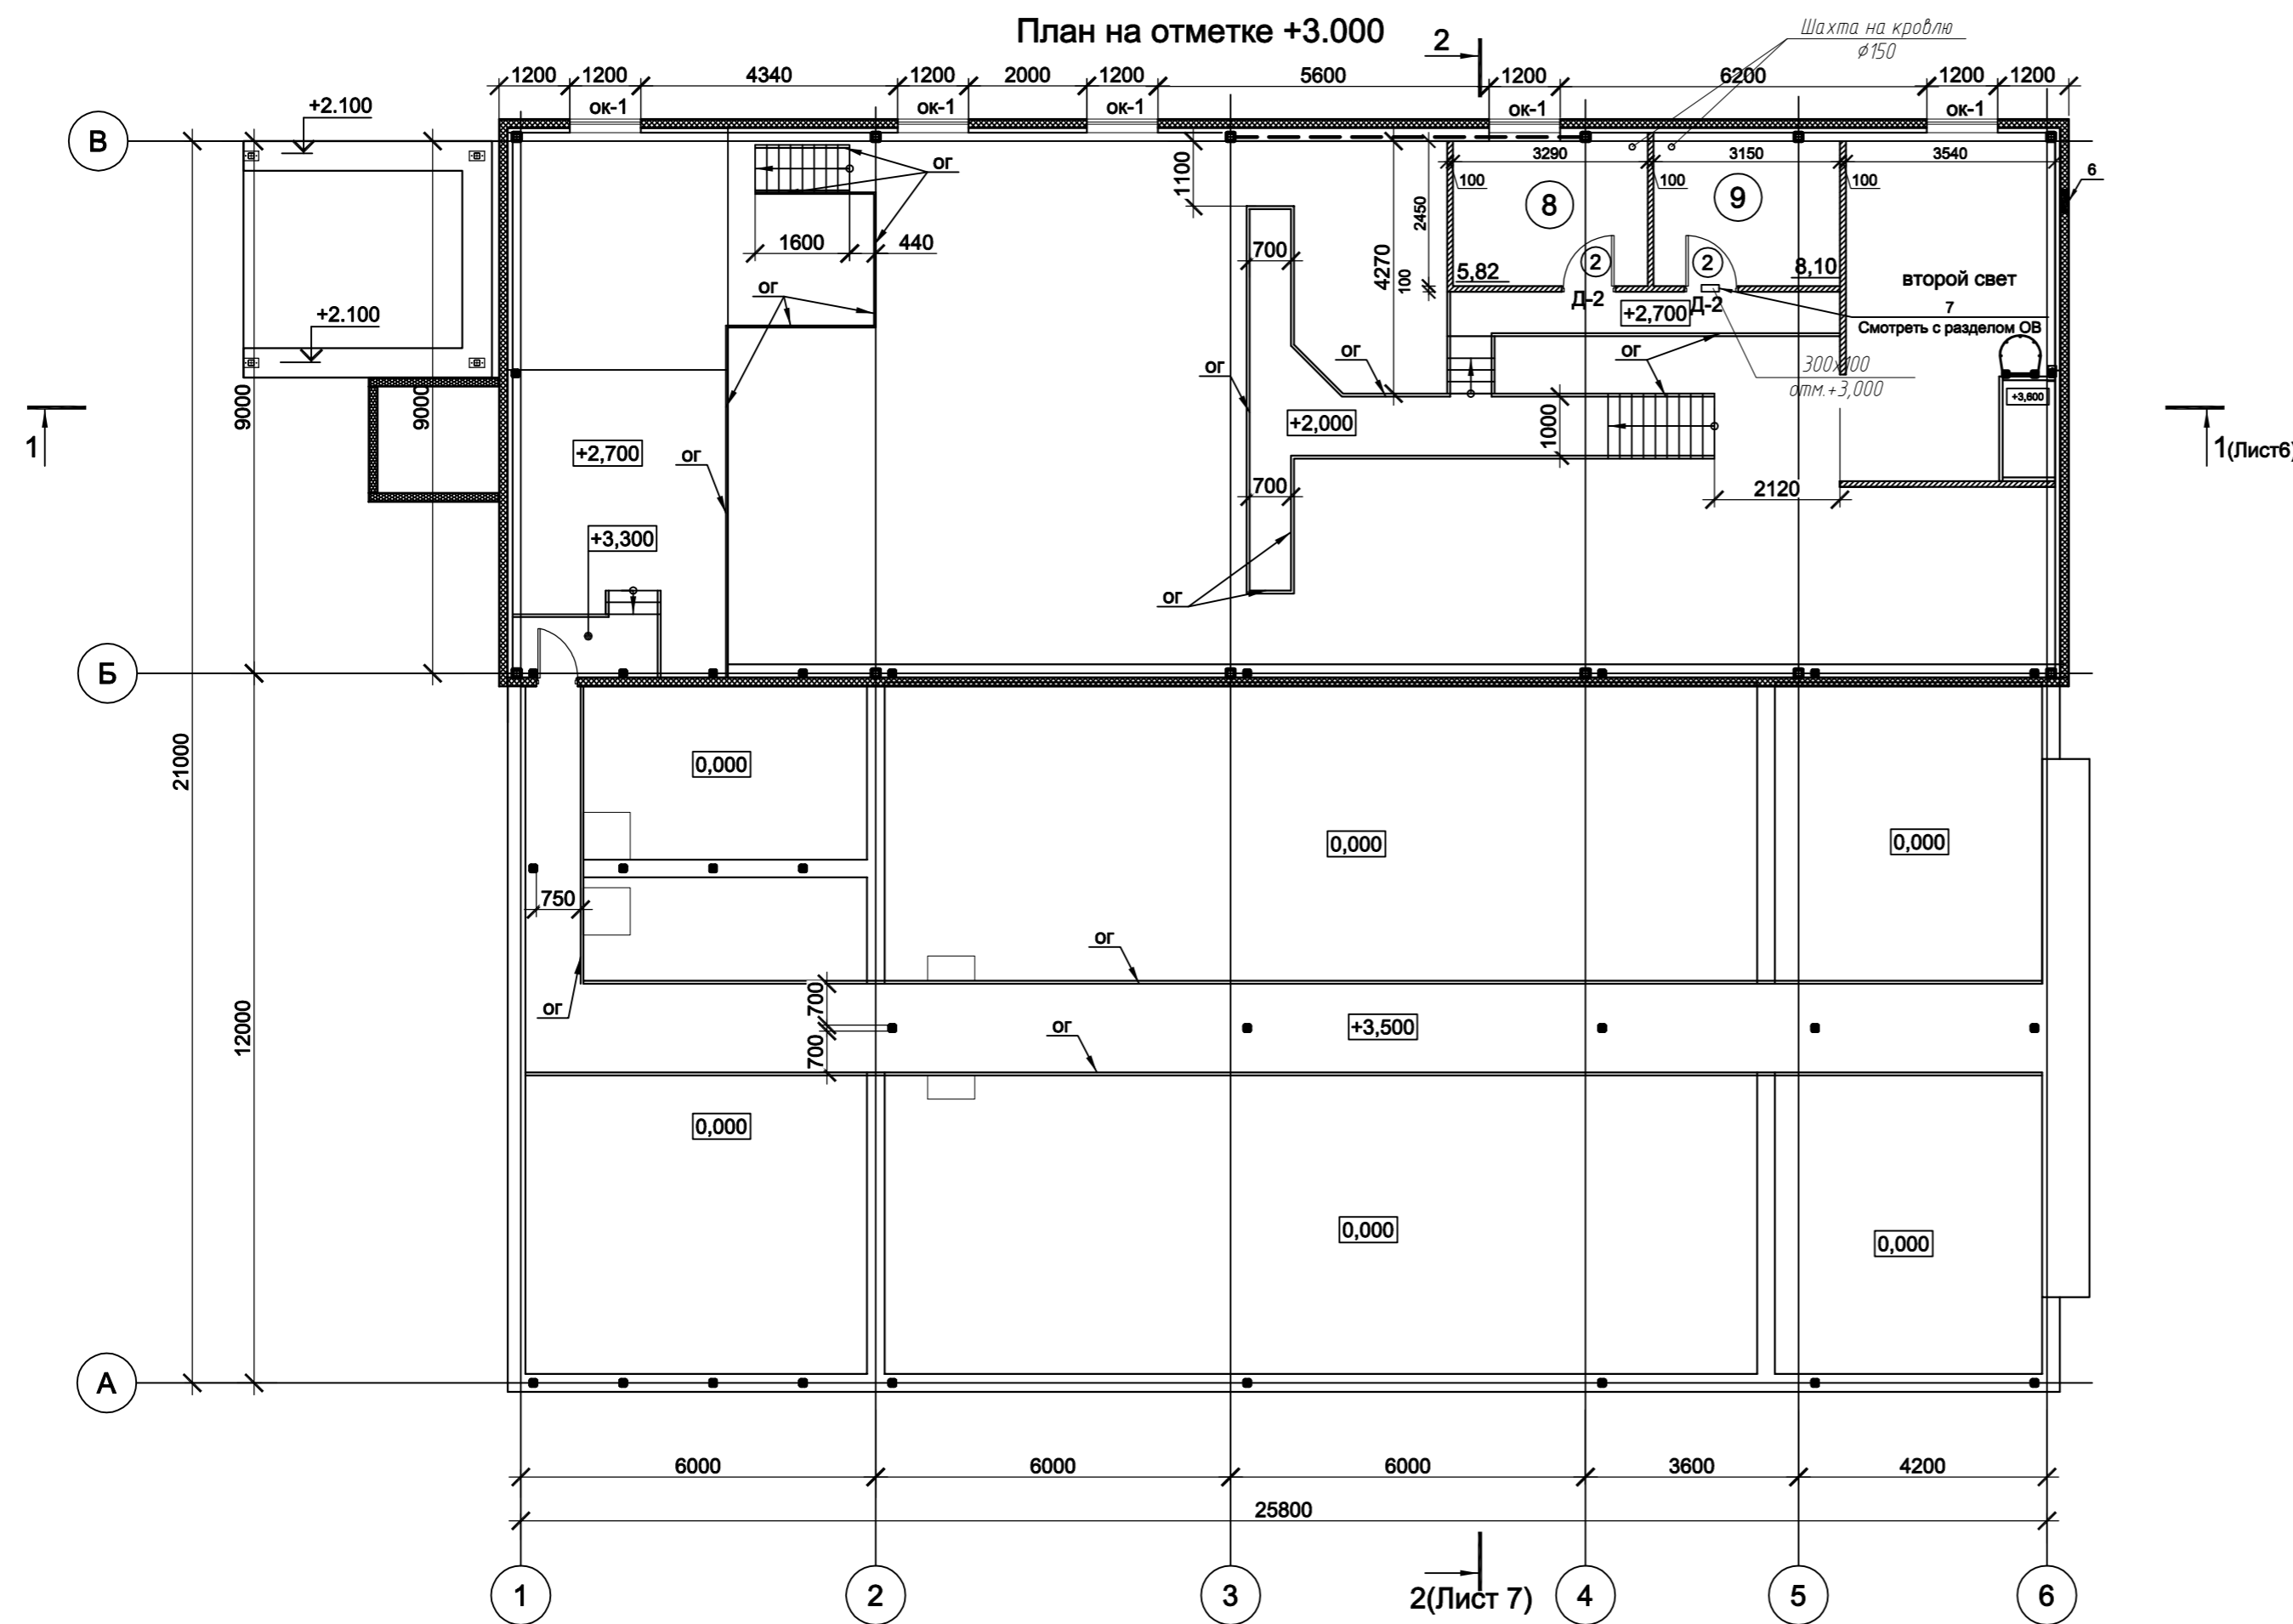 План на отметке +3.000
2
Шахта на кровлю
ϕ150
1200 1200 4340 1200 2000 1200 5600 1200 6200 1200 1200
ок-1 ок-1 ок-1 ок-1 ок-1
+2.100
В
ог
1100
3290 3150 3540
100 100 100
6
8 9
2450
1600 440
700
4270
100
2 2
5,82 8,10
Д-2 Д-2
второй свет
ог
+2,700
7
Смотреть с разделом ОВ
+2.100
ог ог ог
300х100
отм.+3,000
+3,600
9000 9000
1 1(Лист6)
+2,000
1000
+2,700
ог
700
2120
+3,300
ог
Б
21000
0,000
0,000
0,000
750
ог
ог
700
12000
ог
+3,500
700
0,000
0,000
0,000
А
6000 6000 6000 3600 4200
25800
1 2 3 2(Лист 7) 4 5 6